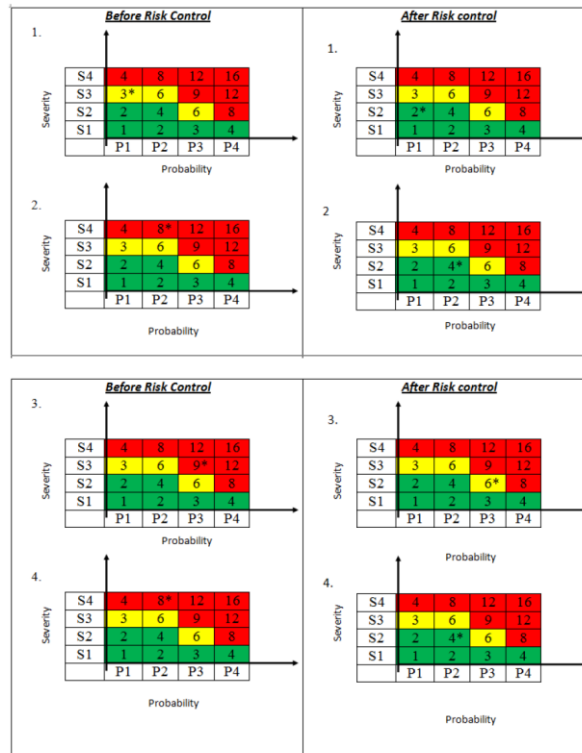 Before Risk Control
1.
Severity
S4 4 8 12 16
S3 3* 6 9 12
S2 2 4 6 8
S1 1 2 3 4
P1 P2 P3 P4
Probability
2.
Severity
S4 4 8* 12 16
S3 3 6 9 12
S2 2 4 6 8
S1 1 2 3 4
P1 P2 P3 P4
Probability
After Risk Control
1.
Severity
S4 4 8 12 16
S3 3 6 9 12
S2 2* 4 6 8
S1 1 2 3 4
P1 P2 P3 P4
Probability
2
Severity
S4 4 8 12 16
S3 3 6 9 12
S2 2 4* 6 8
S1 1 2 3 4
P1 P2 P3 P4
Probability
Before Risk Control
3.
Severity
S4 4 8 12 16
S3 3 6 9* 12
S2 2 4 6 8
S1 1 2 3 4
P1 P2 P3 P4
Probability
4.
Severity
S4 4 8* 12 16
S3 3 6 9 12
S2 2 4 6 8
S1 1 2 3 4
P1 P2 P3 P4
Probability
After Risk control
3.
Severity
S4 4 8 12 16
S3 3 6 9 12
S2 2 4 6* 8
S1 1 2 3 4
P1 P2 P3 P4
Probability
4.
Severity
S4 4 8 12 16
S3 3 6 9 12
S2 2 4* 6 8
S1 1 2 3 4
P1 P2 P3 P4
Probability